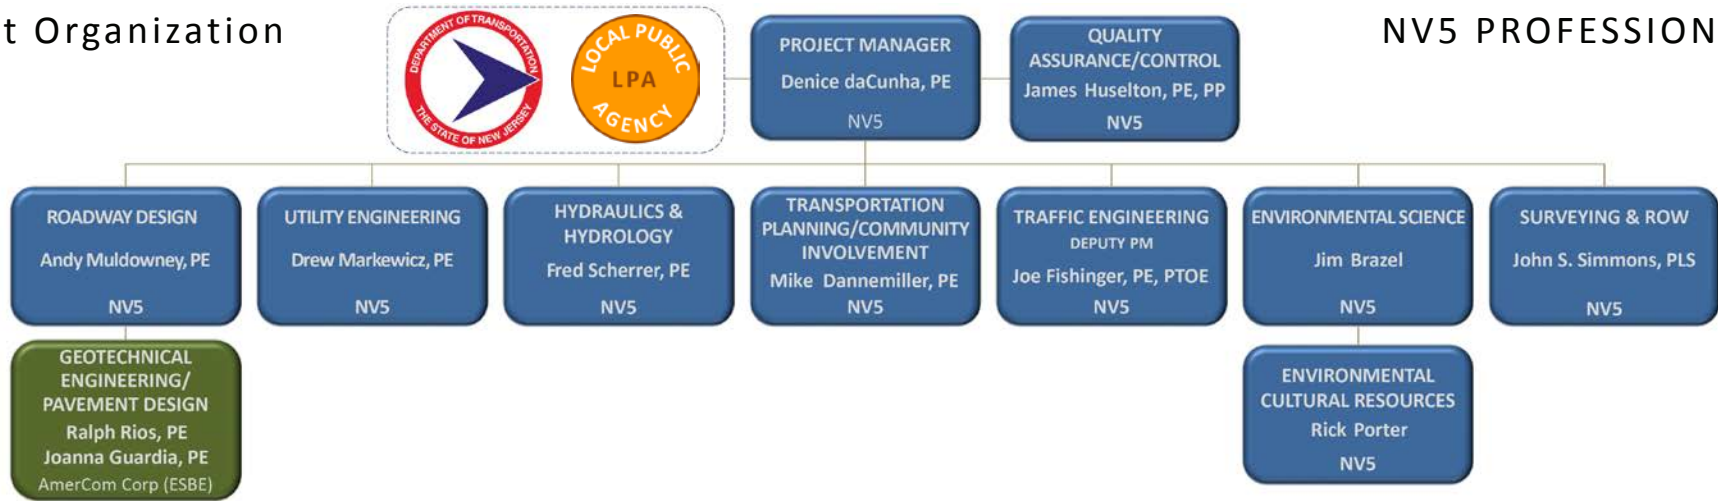 t Organization
NV5 PROFESSION
DEPARTMENT OF TRANSPORTATION
THE STATE OF NEW JERSEY
LOCAL PUBLIC
LPA
AGENCY
PROJECT MANAGER
Denice daCunha, PE
NV5
QUALITY
ASSURANCE/CONTROL
James Huselton, PE, PP
NV5
ROADWAY DESIGN
Andy Muldowney, PE
NV5
UTILITY ENGINEERING
Drew Markewicz, PE
NV5
HYDRAULICS &
HYDROLOGY
Fred Scherrer, PE
NV5
TRANSPORTATION
PLANNING/COMMUNITY
INVOLVEMENT
Mike Dannemiller, PE
NV5
TRAFFIC ENGINEERING
DEPUTY PM
Joe Fishinger, PE, PTOE
NV5
ENVIRONMENTAL SCIENCE
Jim Brazel
NV5
SURVEYING & ROW
John S. Simmons, PLS
NV5
GEOTECHNICAL
ENGINEERING/
PAVEMENT DESIGN
Ralph Rios, PE
Joanna Guardia, PE
AmerCom Corp (ESBE)
ENVIRONMENTAL
CULTURAL RESOURCES
Rick Porter
NV5